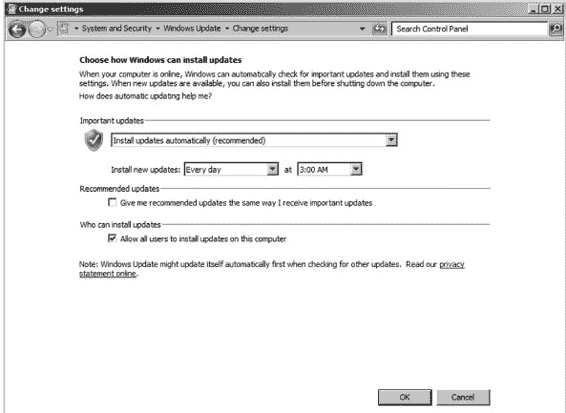 Change settings
System and Security ▾ Windows Update ▾ Change settings
Search Control Panel
Choose how Windows can install updates
When your computer is online, Windows can automatically check for important updates and install them using these
settings. When new updates are available, you can also install them before shutting down the computer.
How does automatic updating help me?
Important updates
Install updates automatically (recommended)
Install new updates: Every day at 3:00 AM
Recommended updates
Give me recommended updates the same way I receive important updates
Who can install updates
Allow all users to install updates on this computer
Note: Windows Update might update itself automatically first when checking for other updates. Read our privacy
statement online.
OK Cancel